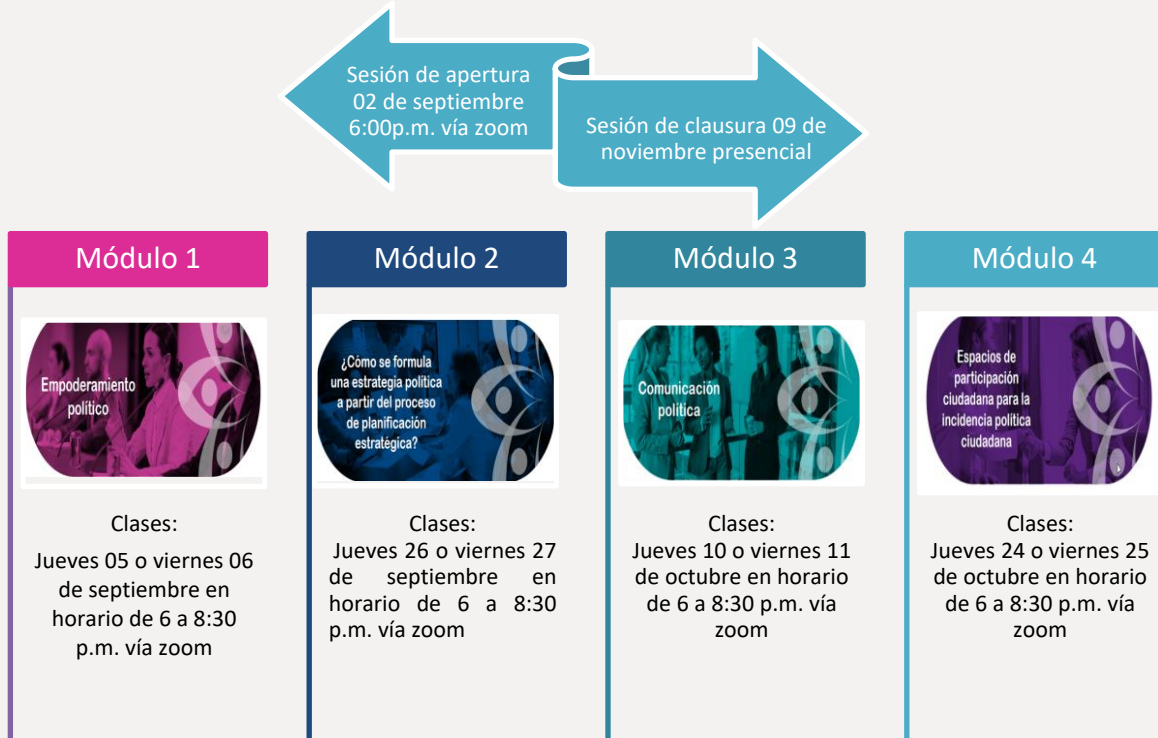 Sesión de apertura
02 de septiembre
6:00p.m. vía zoom
Sesión de clausura 09 de
noviembre presencial
Módulo 1
Empoderamiento
político
Clases:
Jueves 05 o viernes 06
de septiembre en
horario de 6 a 8:30
p.m. vía zoom
Módulo 2
¿Cómo se formula
una estrategia política
a partir del proceso
de planificación
estratégica?
Clases:
Jueves 26 o viernes 27
de septiembre en
horario de 6 a 8:30
p.m. vía zoom
Módulo 3
Comunicación
política
Clases:
Jueves 10 o viernes 11
de octubre en horario
de 6 a 8:30 p.m. vía
zoom
Módulo 4
Espacios de
participación
ciudadana para la
incidencia política
ciudadana
Clases:
Jueves 24 o viernes 25
de octubre en horario
de 6 a 8:30 p.m. vía
zoom